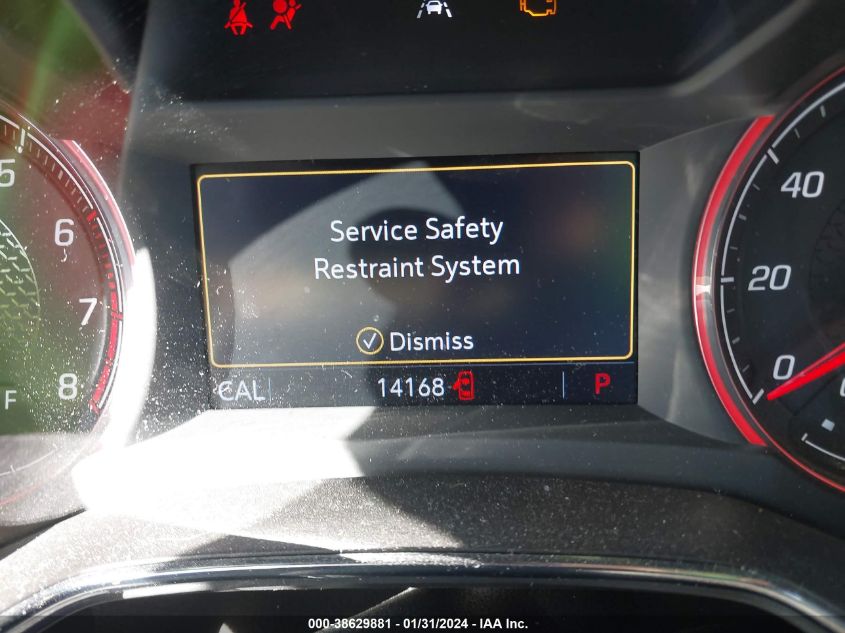 5
6
7
8
F
Service Safety
Restraint System
Dismiss
CAL
14168
P
40
20
0
000-38629881 - 01/31/2024 - IAA Inc.